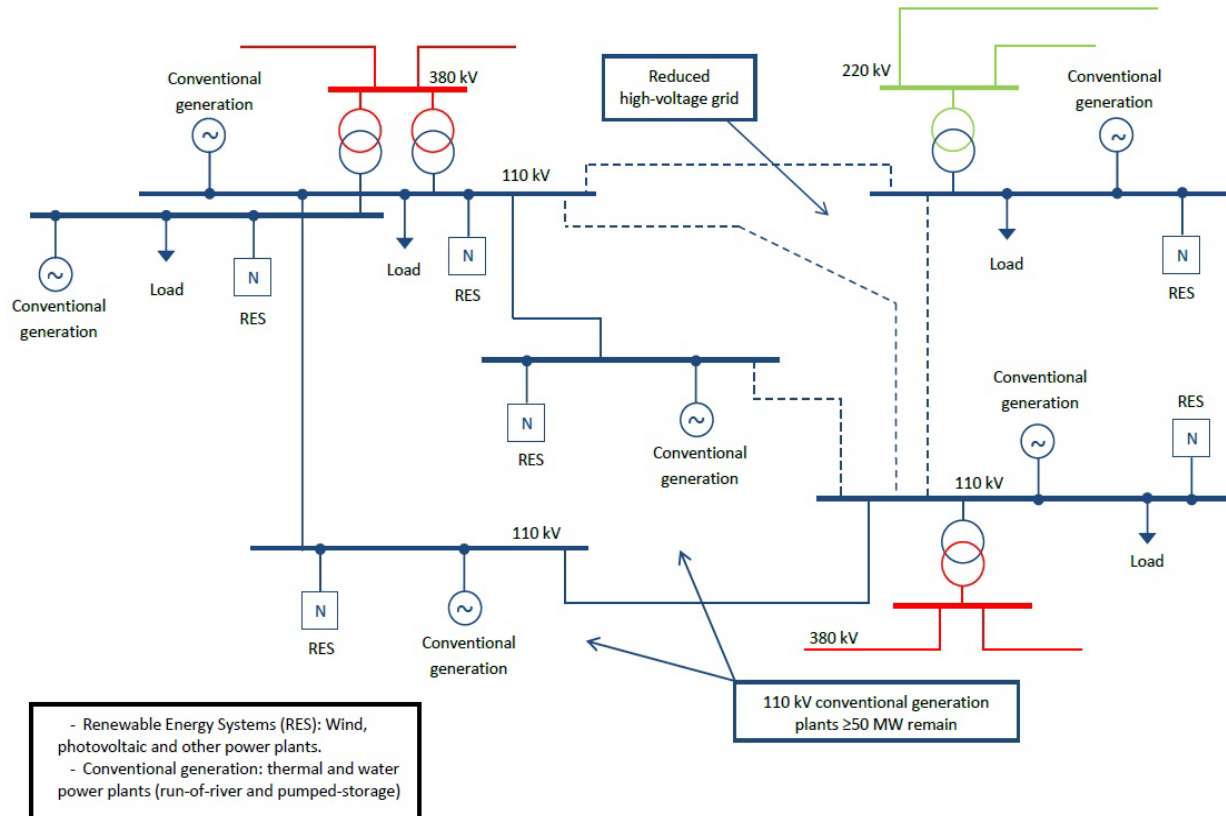 380 kV
220 kV
Conventional
generation
Reduced
high-voltage grid
Conventional
generation
~
~
110 kV
N
Load
RES
N
RES
Load
N
RES
~
Conventional
generation
Load
N
RES
N
RES
~
Conventional
generation
Conventional
generation
~
RES
N
110 kV
Load
110 kV
N
RES
~
Conventional
generation
380 kV
110 kV conventional generation
plants ≥50 MW remain
- Renewable Energy Systems (RES): Wind,
photovoltaic and other power plants.
- Conventional generation: thermal and water
power plants (run-of-river and pumped-storage)